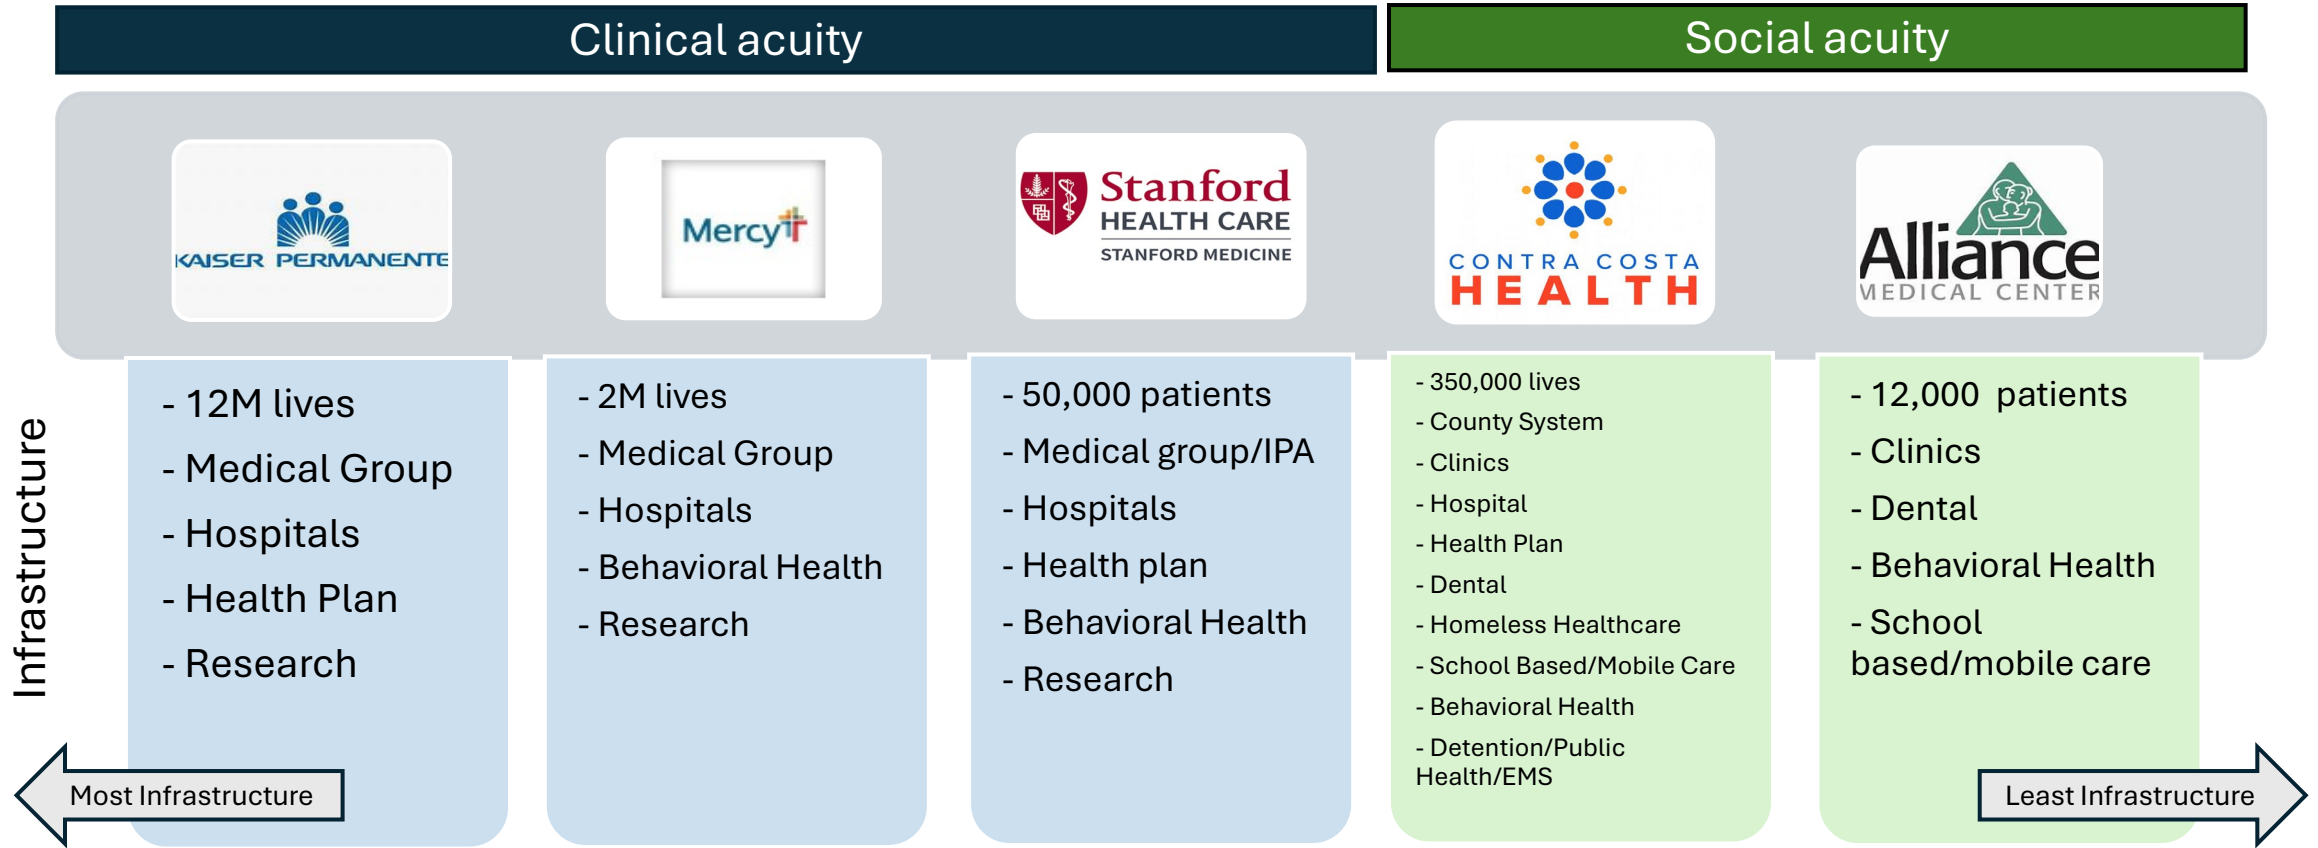 Clinical acuity
Social acuity
KAISER PERMANENTE
Mercy
Stanford
HEALTH CARE
STANFORD MEDICINE
CONTRA COSTA
HEALTH
Alliance
MEDICAL CENTER
Infrastructure
- 12M lives
- Medical Group
- Hospitals
- Health Plan
- Research
- 2M lives
- Medical Group
- Hospitals
- Behavioral Health
- Research
- 50,000 patients
- Medical group/IPA
- Hospitals
- Health plan
- Behavioral Health
- Research
- 350,000 lives
- County System
- Clinics
- Hospital
- Health Plan
- Dental
- Homeless Healthcare
- School Based/Mobile Care
- Behavioral Health
- Detention/Public
Health/EMS
- 12,000  patients
- Clinics
- Dental
- Behavioral Health
- School
based/mobile care
Most Infrastructure
Least Infrastructure